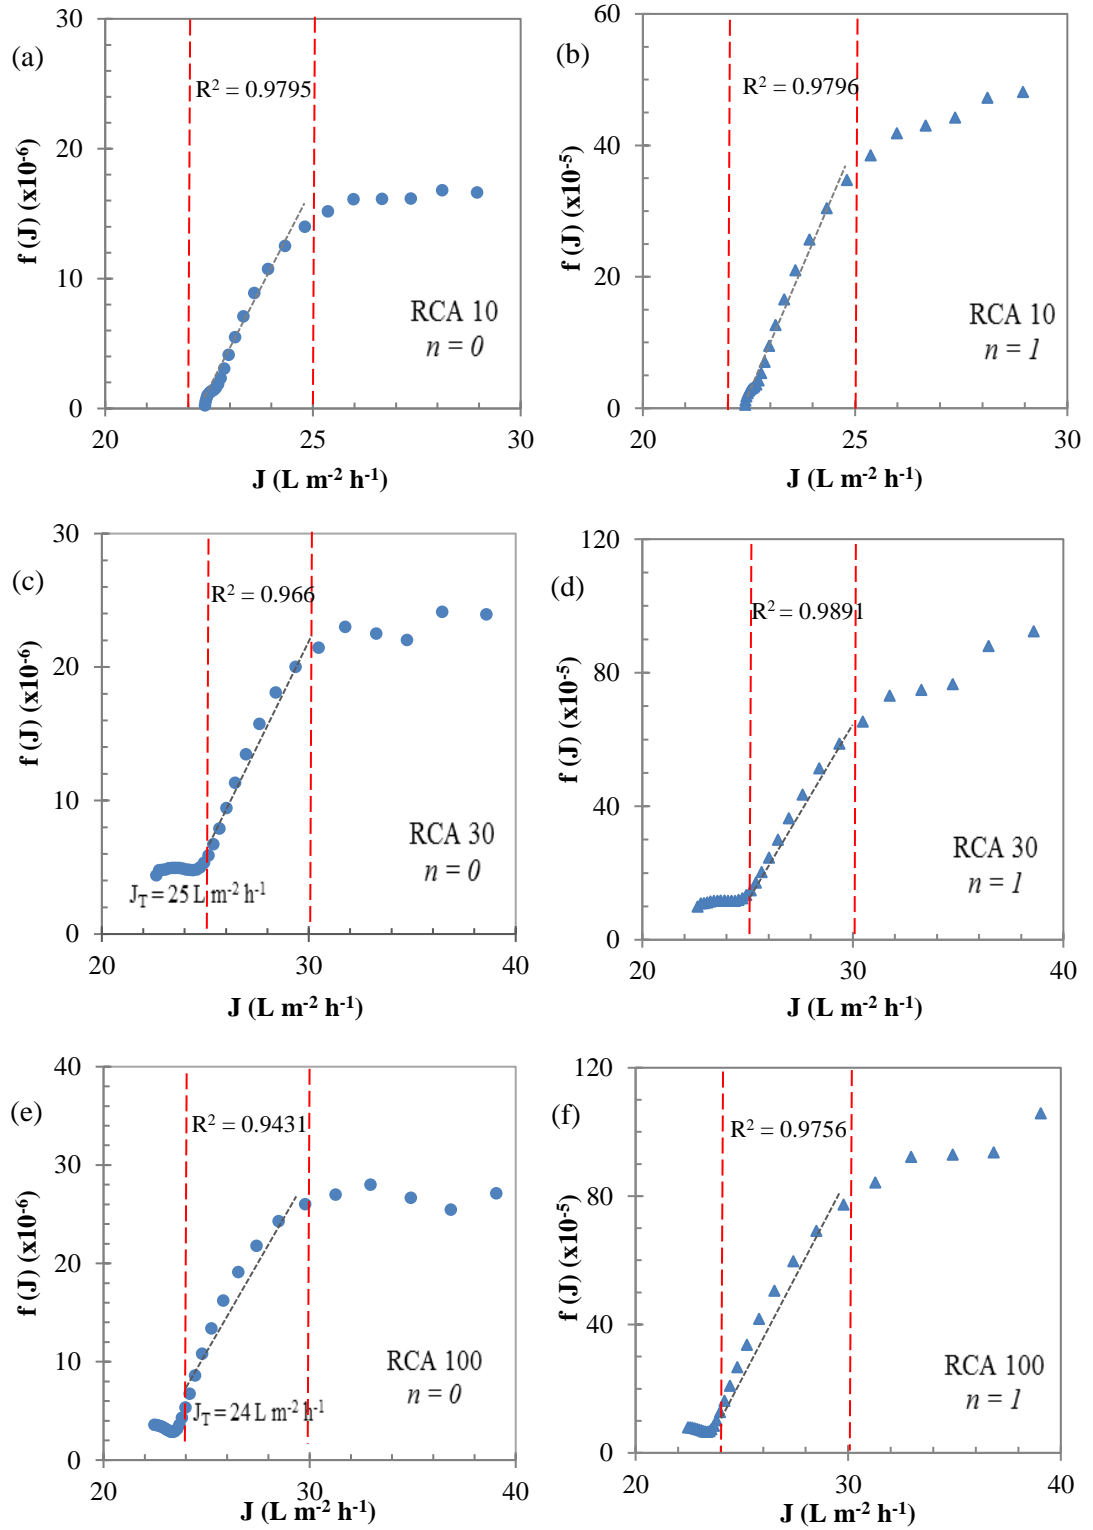 (a)
30
20
10
0
20
25
30
f (J) (x10-6)
R² = 0.9795
RCA 10
n = 0
J (L m-2 h-1)
(b)
60
40
20
0
20
25
30
f (J) (x10-5)
R² = 0.9796
RCA 10
n = 1
J (L m-2 h-1)
(c)
30
20
10
0
20
30
40
f (J) (x10-6)
R² = 0.966
RCA 30
n = 0
JT = 25 L m-2 h-1
J (L m-2 h-1)
(d)
120
80
40
0
20
30
40
f (J) (x10-5)
R² = 0.9891
RCA 30
n = 1
J (L m-2 h-1)
(e)
40
30
20
10
0
20
30
40
f (J) (x10-6)
R² = 0.9431
RCA 100
n = 0
JT = 24 L m-2 h-1
J (L m-2 h-1)
(f)
120
80
40
0
20
30
40
f (J) (x10-5)
R² = 0.9756
RCA 100
n = 1
J (L m-2 h-1)